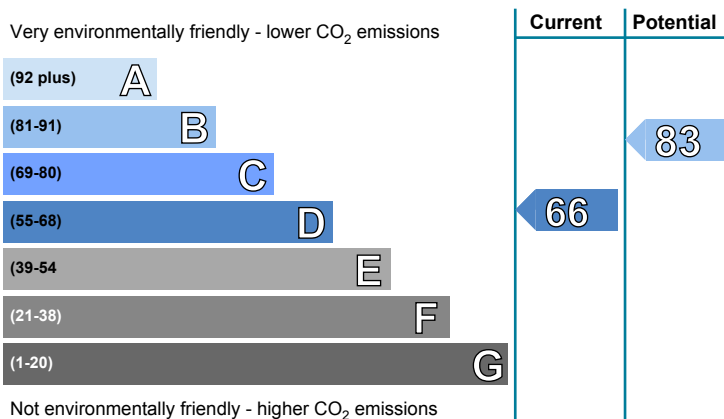 Current Potential
Very environmentally friendly - lower CO2 emissions
(92 plus) A
(81-91) B
83
(69-80) C
(55-68) D
66
(39-54 E
(21-38) F
(1-20) G
Not environmentally friendly - higher CO2 emissions